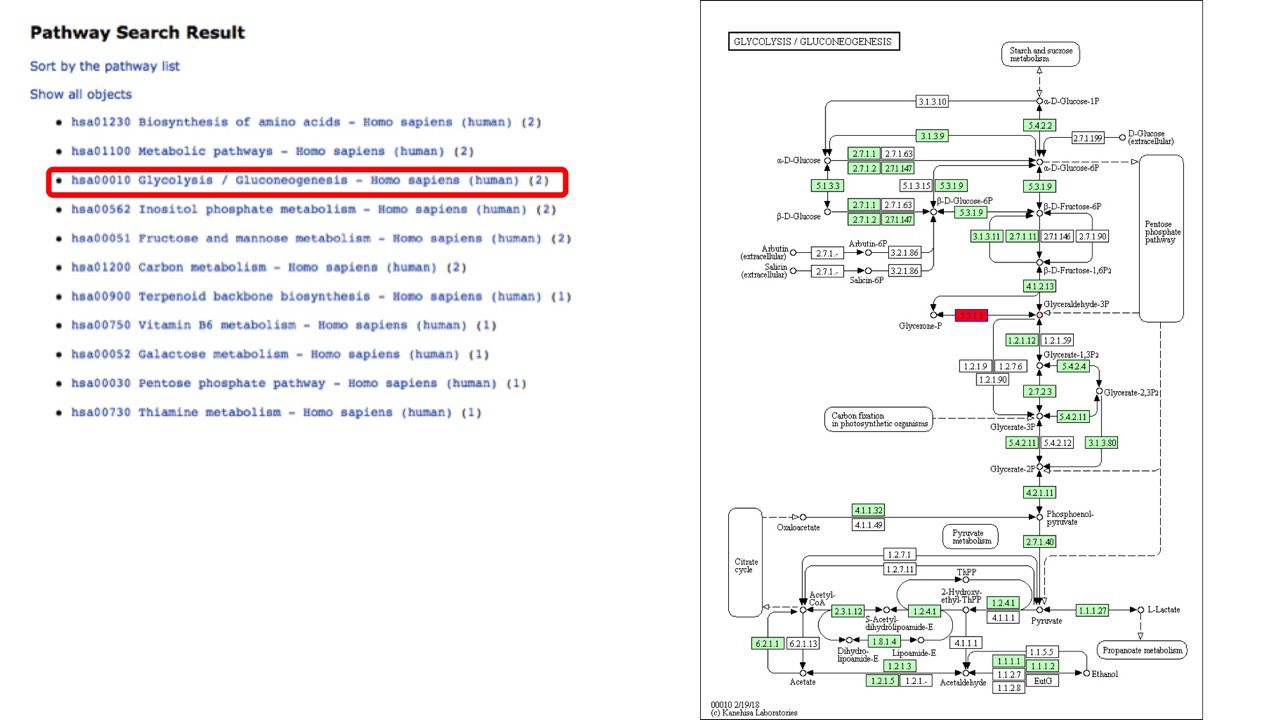 Pathway Search Result
Sort by the pathway list
Show all objects
• hsa01230 Biosynthesis of amino acids - Homo sapiens (human) (2)
• hsa01100 Metabolic pathways - Homo sapiens (human) (2)
• hsa00010 Glycolysis / Gluconeogenesis - Homo sapiens (human) (2)
• hsa00562 Inositol phosphate metabolism - Homo sapiens (human) (2)
• hsa00051 Fructose and mannose metabolism - Homo sapiens (human) (2)
• hsa01200 Carbon metabolism - Homo sapiens (human) (2)
• hsa00900 Terpenoid backbone biosynthesis - Homo sapiens (human) (1)
• hsa00750 Vitamin B6 metabolism - Homo sapiens (human) (1)
• hsa00052 Galactose metabolism - Homo sapiens (human) (1)
• hsa00030 Pentose phosphate pathway - Homo sapiens (human) (1)
• hsa00730 Thiamine metabolism - Homo sapiens (human) (1)
GLYCOLYSIS / GLUCONEOGENESIS
Starch and sucrose
metabolism
3.1.3.10
α-D-Glucose-1P
5.4.2.2
3.1.3.9
2.7.1.199
D-Glucose
(extracellular)
α-D-Glucose
2.7.1.1 2.7.1.63
2.7.1.2 2.7.1.147
α-D-Glucose-6P
5.1.3.3
5.1.3.15 5.3.1.9
5.3.1.9
β-D-Glucose
2.7.1.1 2.7.1.63
2.7.1.2 2.7.1.147
β-D-Glucose-6P
5.3.1.9
β-D-Fructose-6P
Pentose
phosphate
pathway
3.1.3.11 2.7.1.11 2.7.1.146 2.7.1.90
Arbutin
(extracellular)
2.7.1.-
Arbutin-6P
3.2.1.86
Salicin
(extracellular)
2.7.1.-
Salicin-6P
3.2.1.86
β-D-Fructose-1,6P2
4.1.2.13
Glyceraldehyde-3P
Glycerone-P
5.3.1.1
1.2.1.12 1.2.1.59
Glycerate-1,3P2
1.2.1.9 1.2.7.6
1.2.1.90
5.4.2.4
2.7.2.3
Glycerate-2,3P2
Carbon fixation
in photosynthetic organisms
5.4.2.11
Glycerate-3P
5.4.2.11 5.4.2.12
3.1.3.80
Glycerate-2P
4.2.1.11
4.1.1.32
4.1.1.49
Oxaloacetate
Phosphoenol-
pyruvate
Pyruvate
metabolism
2.7.1.40
Citrate
cycle
1.2.7.1
1.2.7.11
ThPP
Acetyl-
CoA
2-Hydroxy-
ethyl-ThPP
2.3.1.12
1.2.4.1
1.2.4.1
4.1.1.1
Pyruvate
1.1.1.27
L-Lactate
S-Acetyl-
dihydrolipoamide-E
6.2.1.1 6.2.1.13
1.8.1.4
Dihydro-
lipoamide-E
Lipoamide-E
4.1.1.1
Propanoate metabolism
1.2.1.3
1.2.1.5 1.2.1.-
Acetate
Acetaldehyde
1.1.5.5
1.1.1.1 1.1.1.2
1.1.2.7 EutG
1.1.2.8
Ethanol
00010 2/19/18
(c) Kanehisa Laboratories